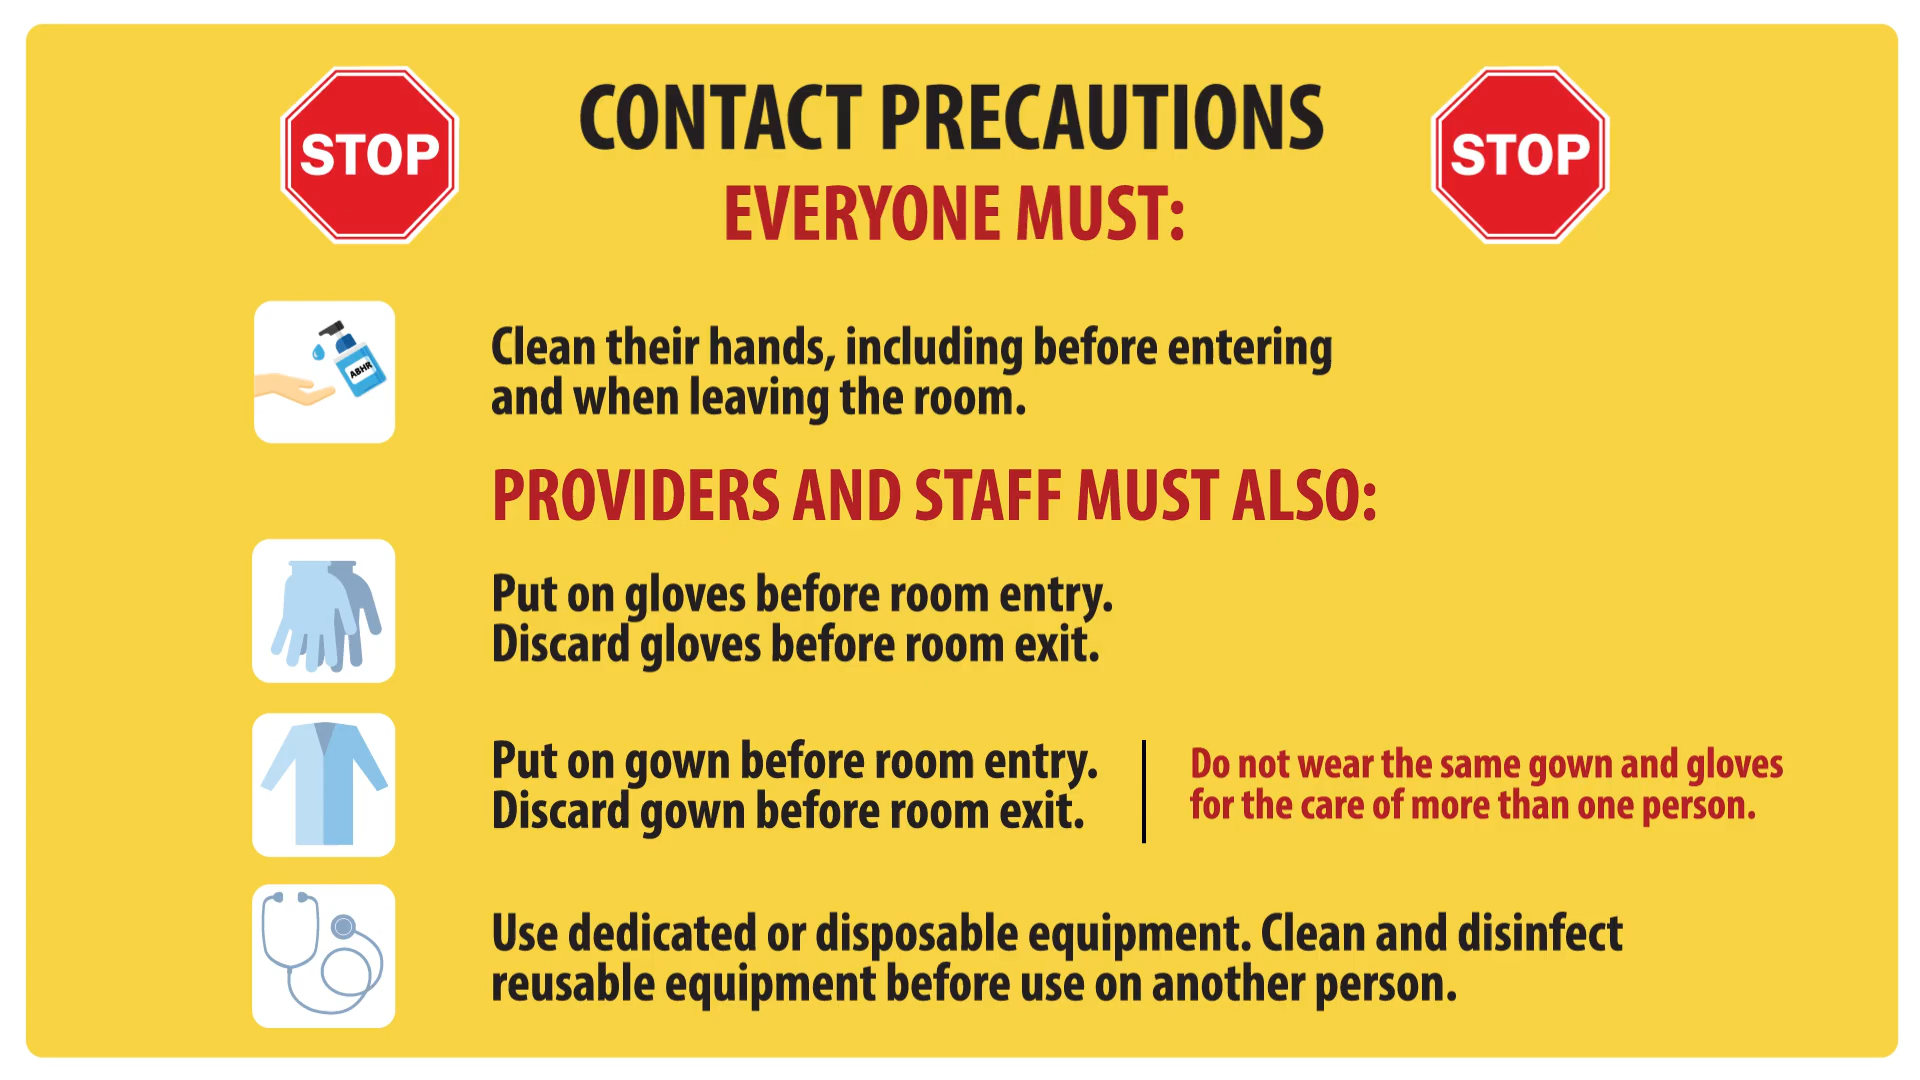 STOP
CONTACT PRECAUTIONS
STOP
EVERYONE MUST:
ABHR
Clean their hands, including before entering
and when leaving the room.
PROVIDERS AND STAFF MUST ALSO:
Put on gloves before room entry.
Discard gloves before room exit.
Put on gown before room entry.
Discard gown before room exit.
Do not wear the same gown and gloves
for the care of more than one person.
Use dedicated or disposable equipment. Clean and disinfect
reusable equipment before use on another person.